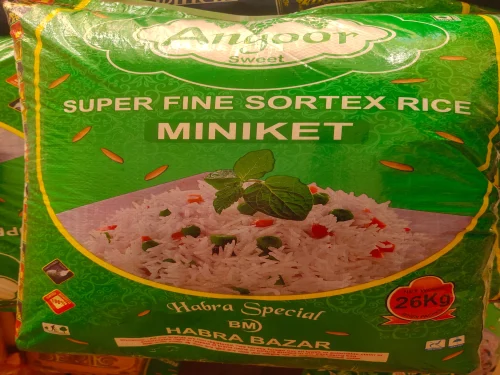 Angoor
Sweet
SUPER FINE SORTEX RICE
MINIKET
26Kg
Habra Special
BM
HABRA BAZAR